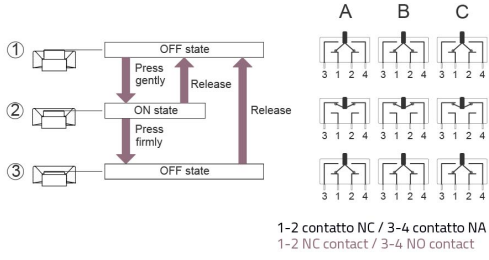 A B C
① OFF state
Press gently
Release
② ON state
Release
Press firmly
③ OFF state
3 1 2 4 3 1 2 4 3 1 2 4
3 1 2 4 3 1 2 4 3 1 2 4
3 1 2 4 3 1 2 4 3 1 2 4
1-2 contatto NC / 3-4 contatto NA
1-2 NC contact / 3-4 NO contact